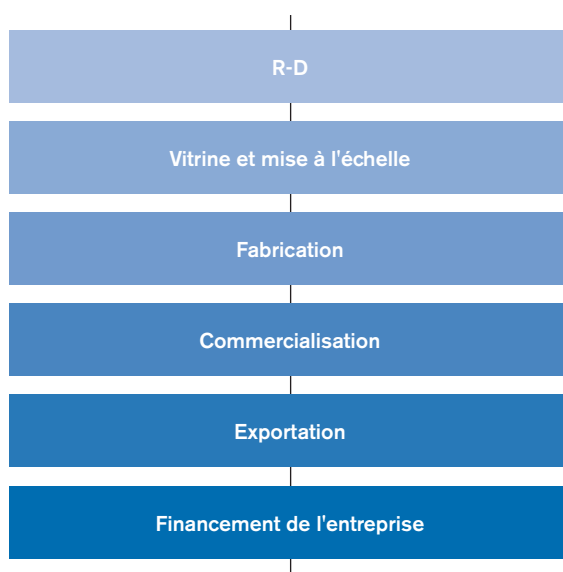 R-D
Vitrine et mise à l'échelle
Fabrication
Commercialisation
Exportation
Financement de l'entreprise